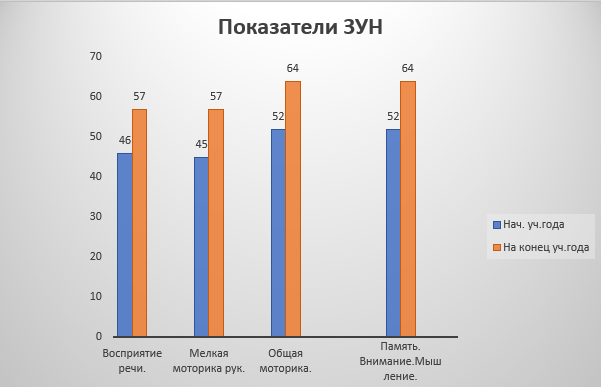 Показатели ЗУН
70
60
50
40
30
20
10
0
46
57
45
57
52
64
52
64
Восприятие
речи.
Мелкая
моторика рук.
Общая
моторика.
Память.
Внимание.Мыш
ление.
Нач. уч.года
На конец уч.года